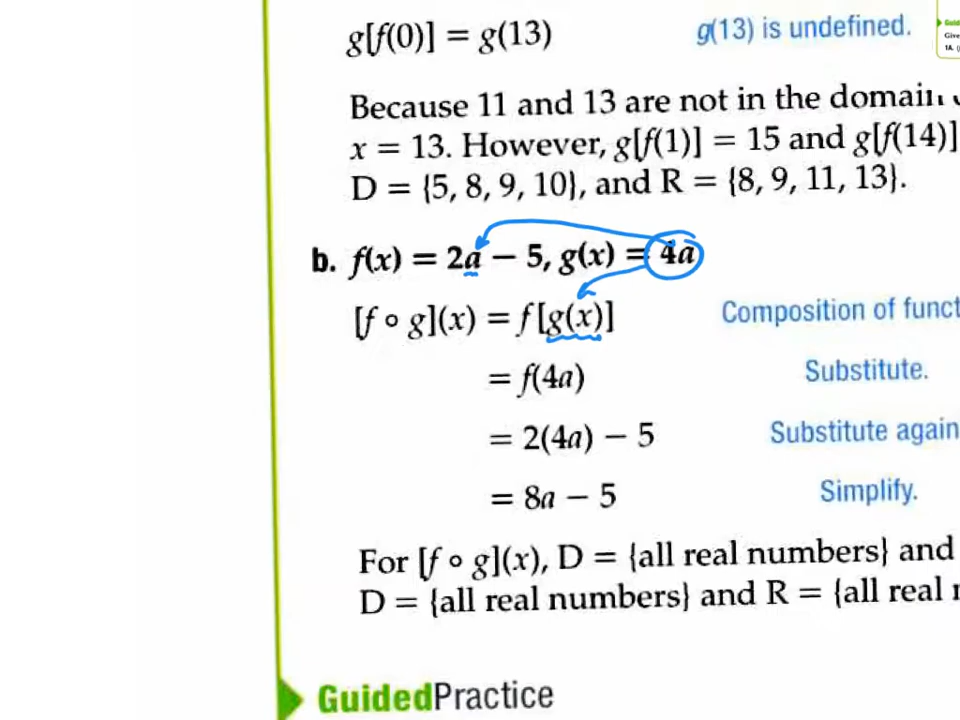 g[f(0)] = g(13) g(13) is undefined.
Because 11 and 13 are not in the domain
x = 13. However, g[f(1)] = 15 and g[f(14)]
D = {5, 8, 9, 10}, and R = {8, 9, 11, 13}.
b. f(x) = 2a − 5, g(x) = 4a
[f ∘ g](x) = f[g(x)] Composition of funct
= f(4a) Substitute.
= 2(4a) − 5 Substitute again
= 8a − 5 Simplify.
For [f ∘ g](x), D = {all real numbers} and
D = {all real numbers} and R = {all real
GuidedPractice